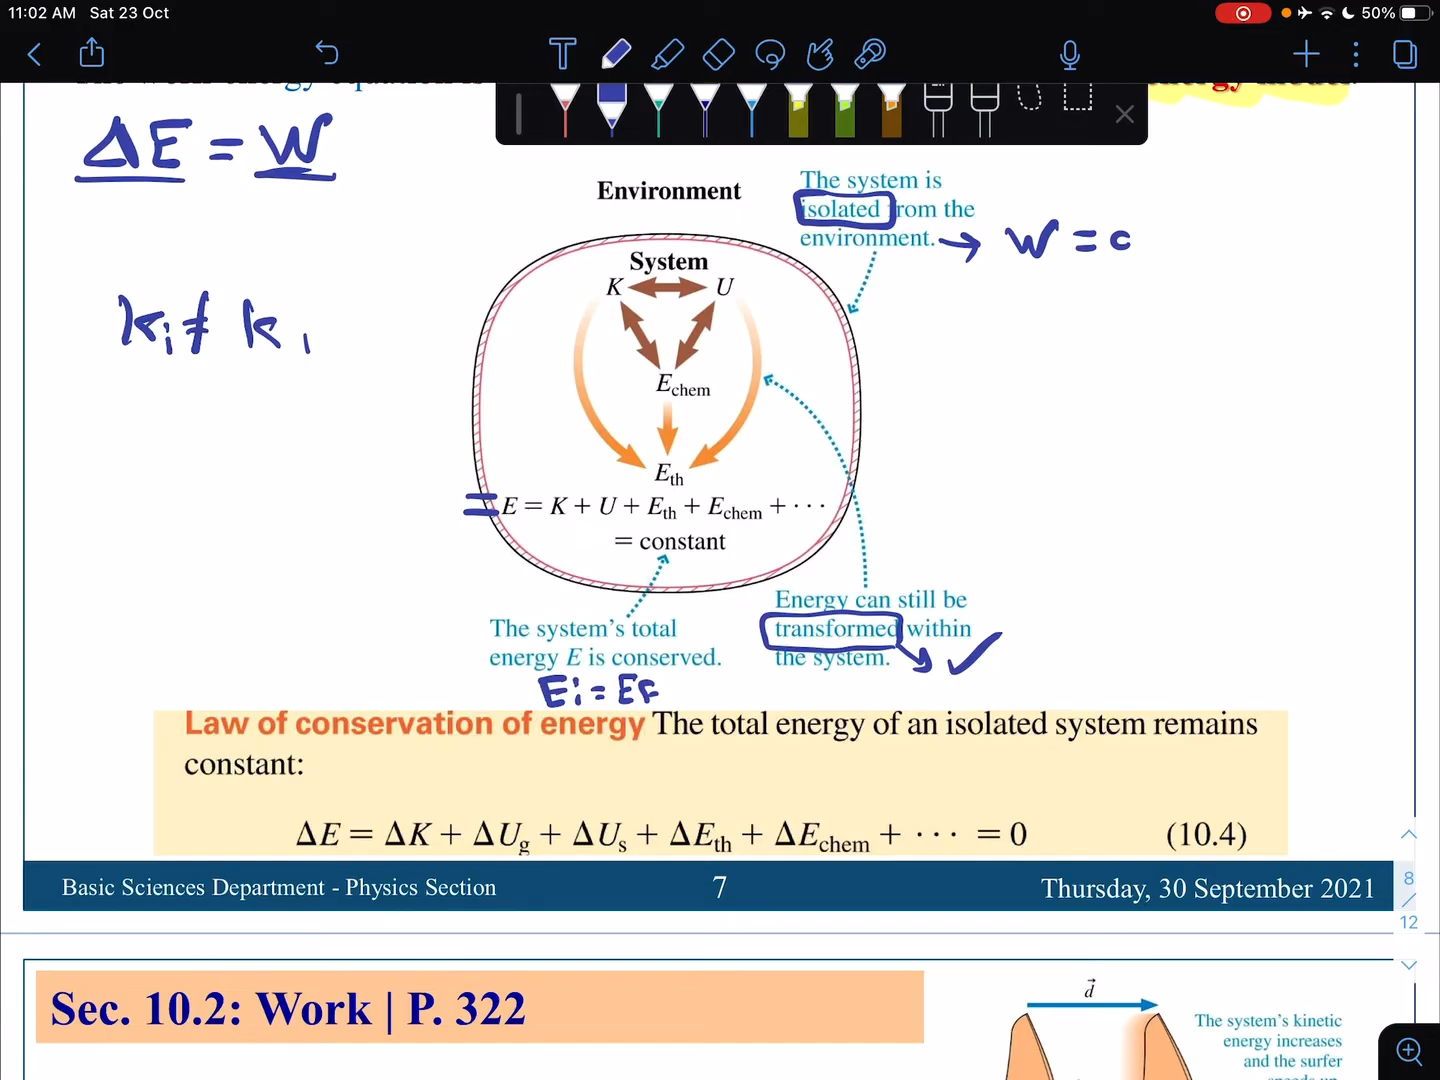 11:02 AM Sat 23 Oct
50%
ΔE = W
Environment
The system is
isolated from the
environment. → W = 0
System
K U
Ki ≠ K
E_chem
E_th
= E = K + U + E_th + E_chem + ···
= constant
Energy can still be
transformed within
the system. ✓
The system's total
energy E is conserved.
Ei = EF
Law of conservation of energy The total energy of an isolated system remains
constant:
ΔE = ΔK + ΔU_g + ΔU_s + ΔE_th + ΔE_chem + ··· = 0 (10.4)
Basic Sciences Department - Physics Section 7 Thursday, 30 September 2021
8
/
12
Sec. 10.2: Work | P. 322
d⃗
The system's kinetic
energy increases
and the surfer